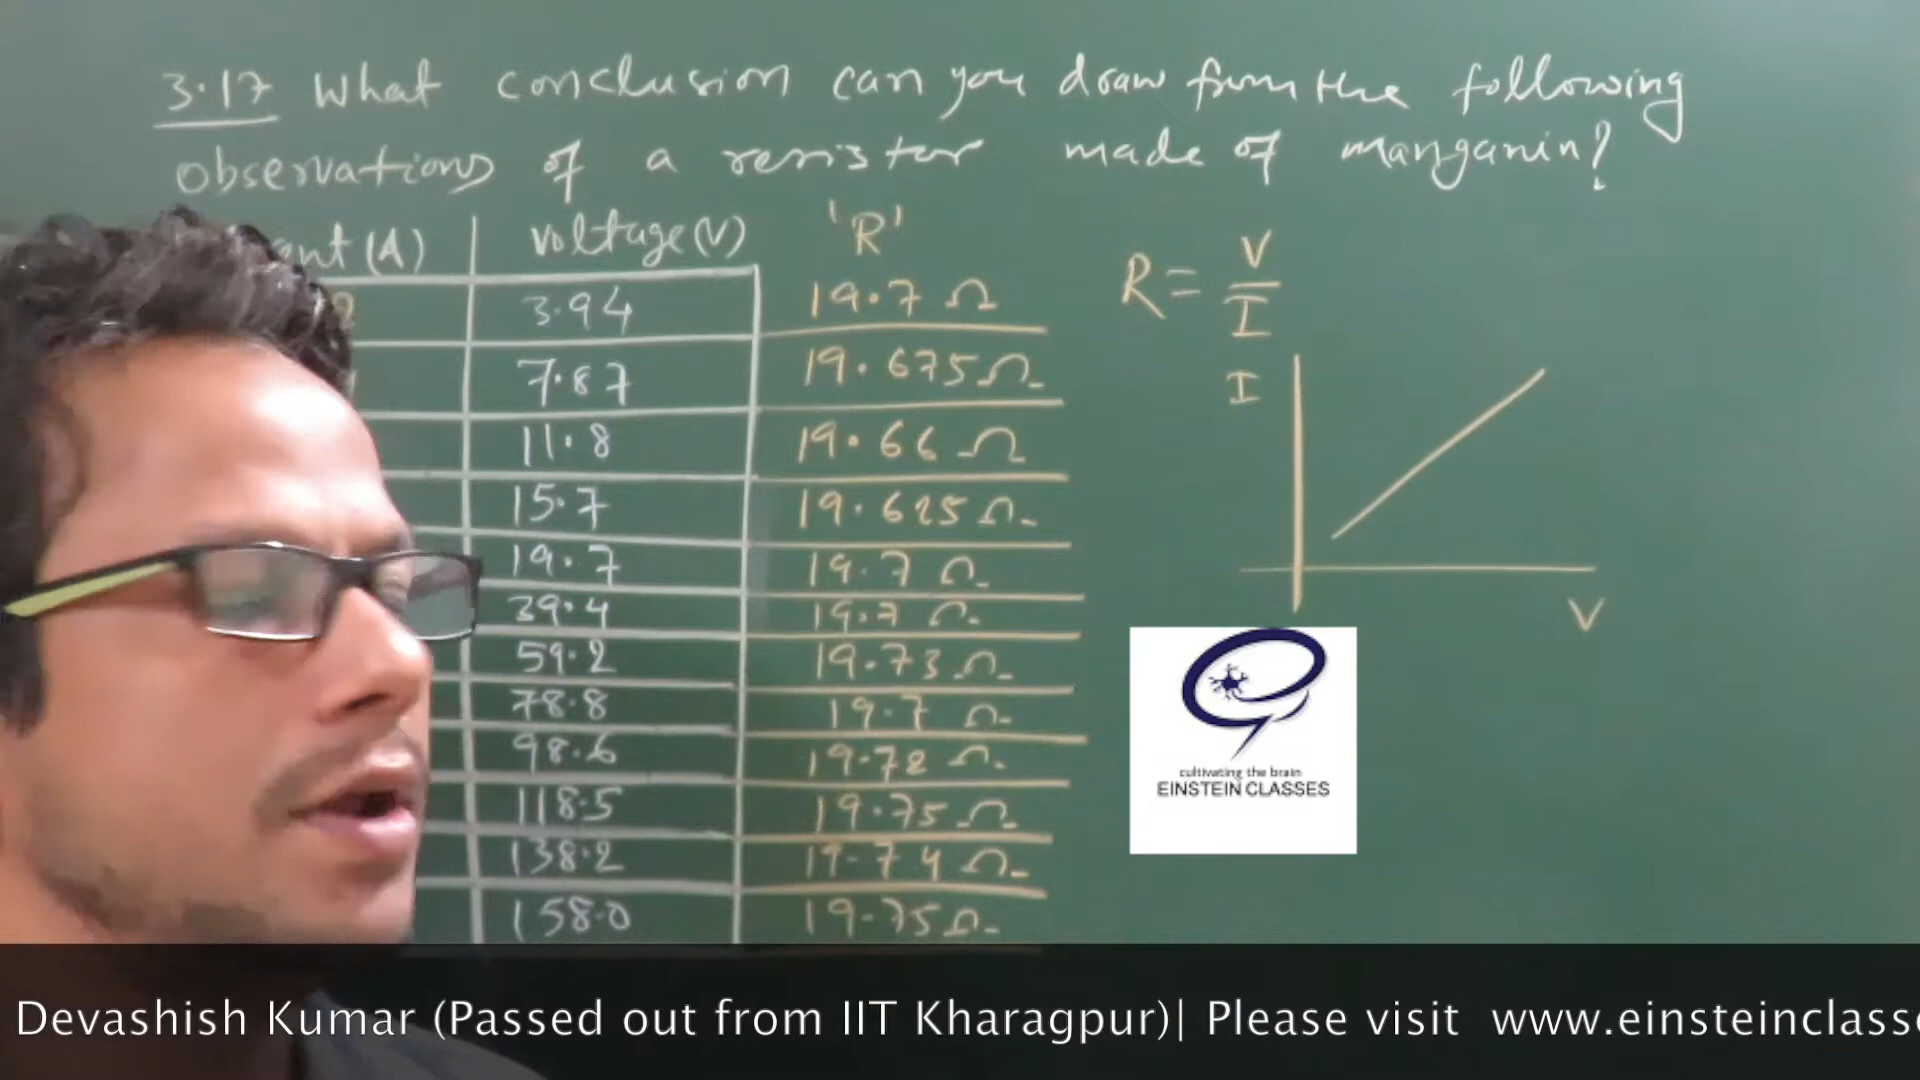 3.17 What conclusion can you draw from the following
observations of a resistor made of manganin?
(A) voltage(V) 'R'
3.94 19.7 Ω
7.87 19.675Ω
11.8 19.66 Ω
15.7 19.625 Ω
19.7 19.7 Ω
39.4 19.7 Ω
59.2 19.73 Ω
78.8 19.7 Ω
98.6 19.72 Ω
118.5 19.75 Ω
138.2 19.74 Ω
158.0 19.75Ω
R = V
I
I
V
cultivating the brain
EINSTEIN CLASSES
Devashish Kumar (Passed out from IIT Kharagpur)| Please visit www.einsteinclasse